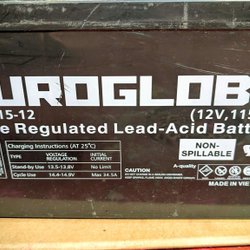 UROGLOB
15-12 (12V,115
e Regulated Lead-Acid Batt
Charging Instructions (AT 25°C)
TYPE VOLTAGE REGULATION INITIAL CURRENT
Stand-by Use 13.5-13.8V No Limit
Cycle Use 14.4-14.9V Max 34.5A
NON-SPILLABLE
A-quality
CAUTION
MADE IN VI